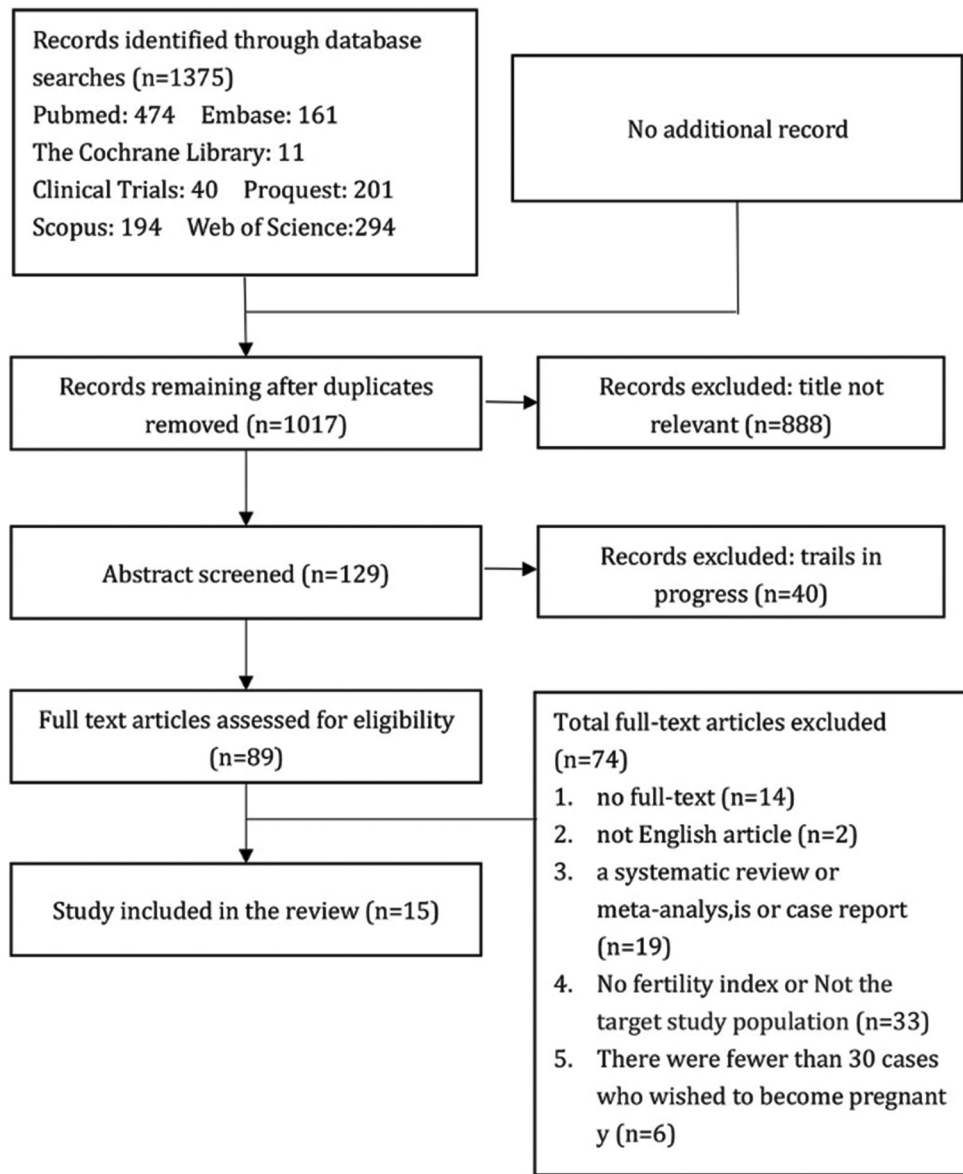 Records identified through database
searches (n=1375)
Pubmed: 474 Embase: 161
The Cochrane Library: 11
Clinical Trials: 40 Proquest: 201
Scopus: 194 Web of Science:294
No additional record
Records remaining after duplicates
removed (n=1017)
Records excluded: title not
relevant (n=888)
Abstract screened (n=129)
Records excluded: trails in
progress (n=40)
Full text articles assessed for eligibility
(n=89)
Total full-text articles excluded
(n=74)
1. no full-text (n=14)
2. not English article (n=2)
3. a systematic review or
meta-analys,is or case report
(n=19)
4. No fertility index or Not the
target study population (n=33)
5. There were fewer than 30 cases
who wished to become pregnant
y (n=6)
Study included in the review (n=15)